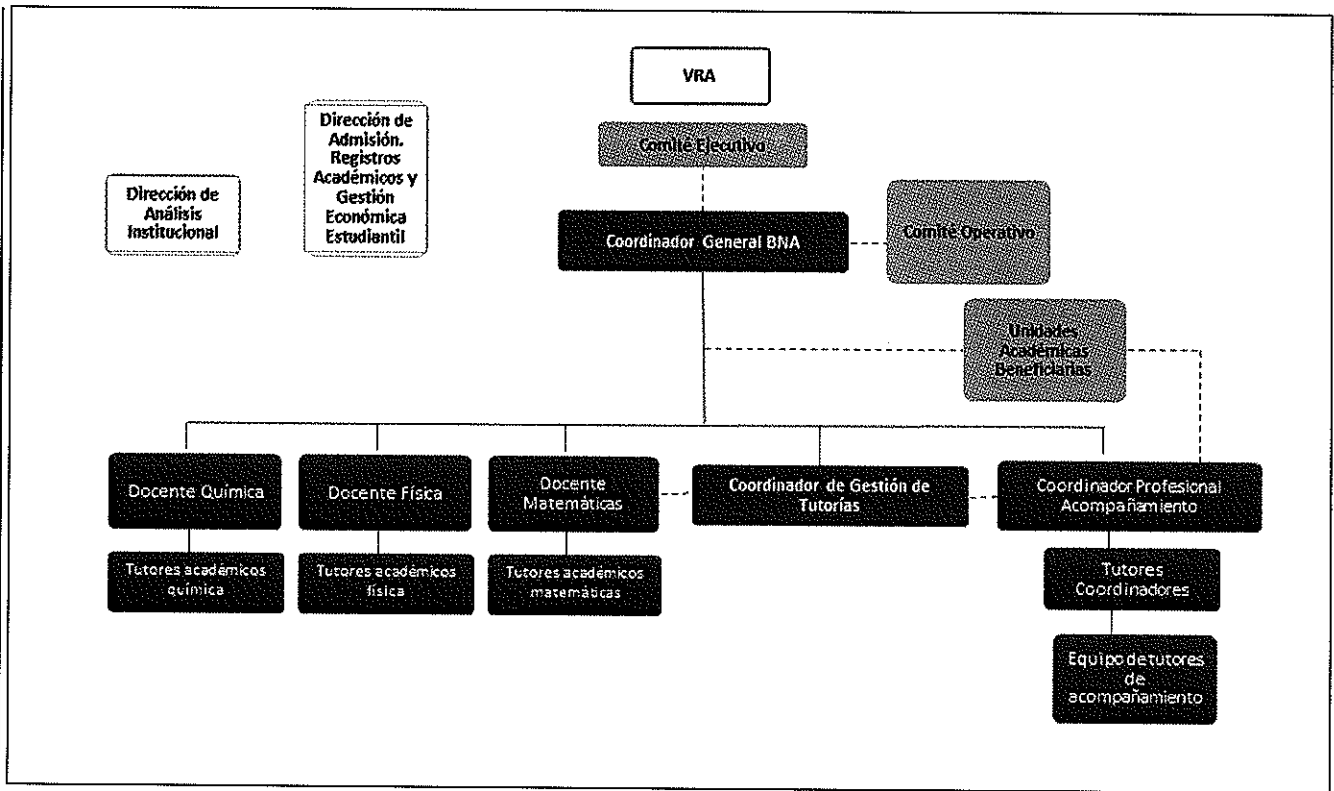 VRA
Dirección de
Admisión.
Registros
Académicos y
Gestión
Económica
Estudiantil
Comité Ejecutivo
Dirección de
Análisis
Institucional
Coordinador General BNA
Comité Operativo
Unidades
Académicas
Beneficiarias
Docente Química
Docente Física
Docente
Matemáticas
Coordinador de Gestión de
Tutorías
Coordinador Profesional
Acompañamiento
Tutores académicos
química
Tutores académicos
física
Tutores académicos
matemáticas
Tutores
Coordinadores
Equipo de tutores
de
acompañamiento